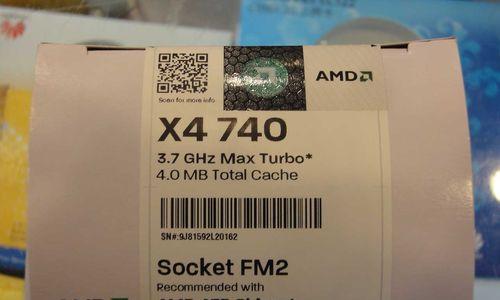 Scan for more info
AMD
X4 740
3.7 GHz Max Turbo*
4.0 MB Total Cache
SN#:9J81592L20162
Socket FM2
Recommended with